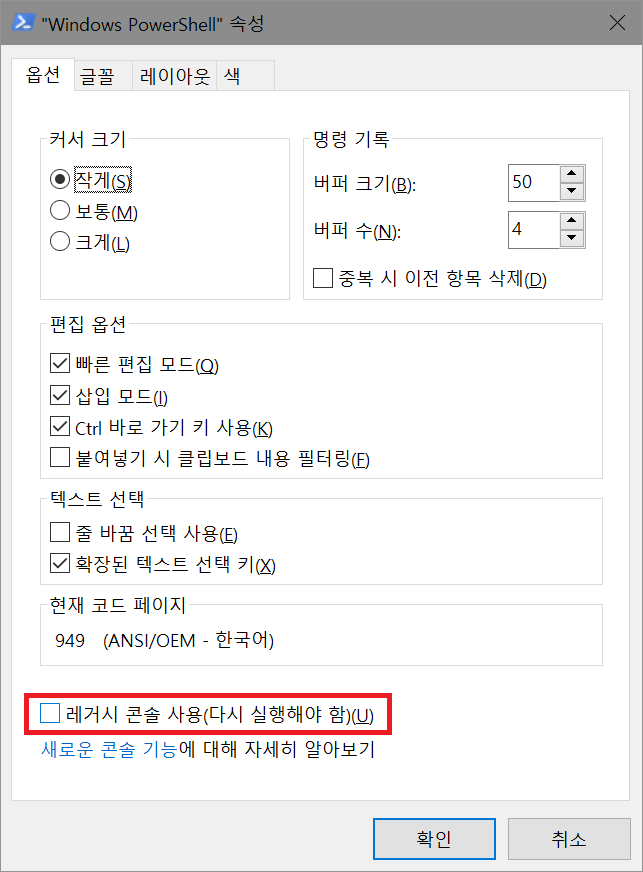 "Windows PowerShell" 속성
옵션 글꼴 레이아웃 색
커서 크기
작게(S)
보통(M)
크게(L)
명령 기록
버퍼 크기(B): 50
버퍼 수(N): 4
중복 시 이전 항목 삭제(D)
편집 옵션
빠른 편집 모드(Q)
삽입 모드(I)
Ctrl 바로 가기 키 사용(K)
붙여넣기 시 클립보드 내용 필터링(F)
텍스트 선택
줄 바꿈 선택 사용(E)
확장된 텍스트 선택 키(X)
현재 코드 페이지
949 (ANSI/OEM - 한국어)
레거시 콘솔 사용(다시 실행해야 함)(U)
새로운 콘솔 기능에 대해 자세히 알아보기
확인 취소